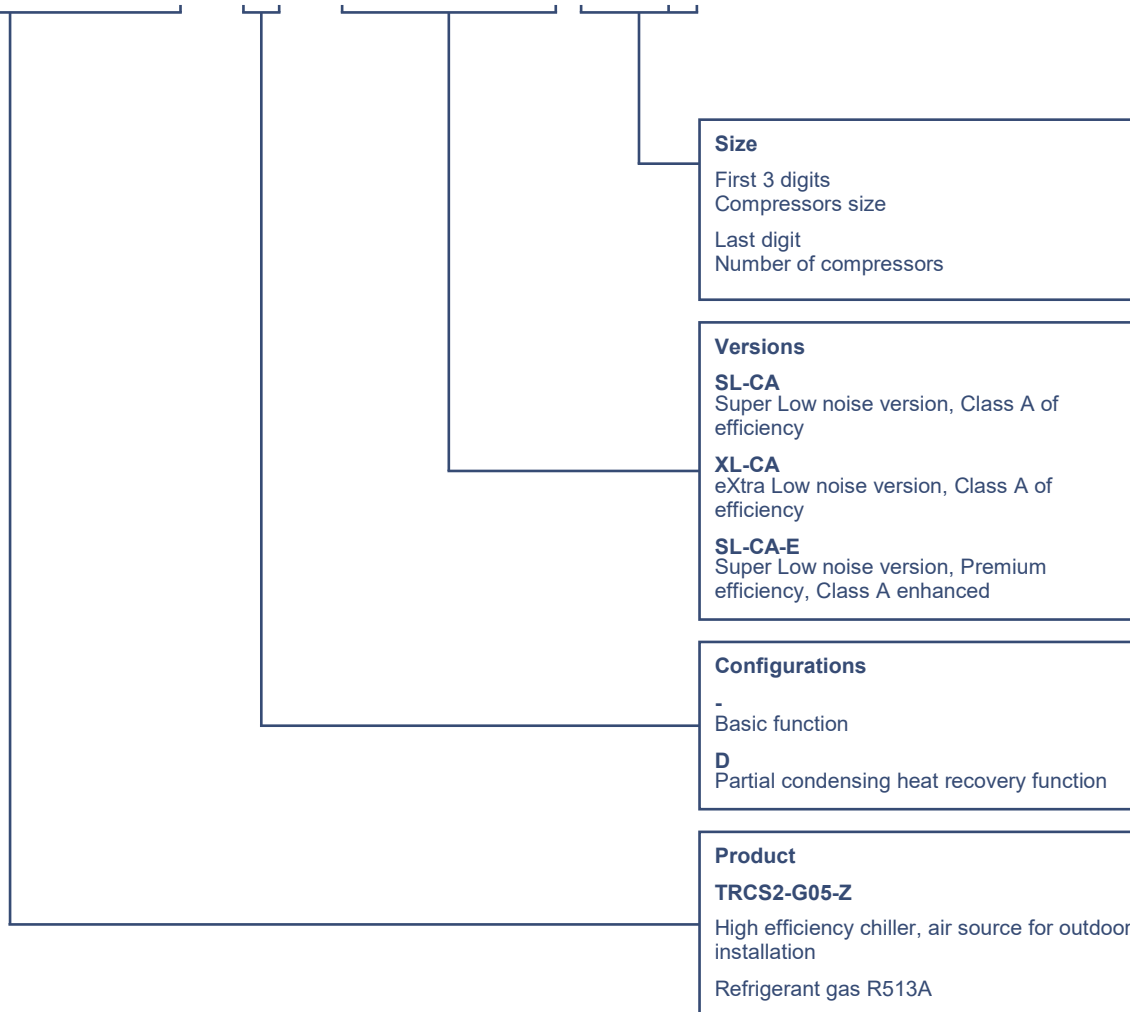 Size
First 3 digits
Compressors size
Last digit
Number of compressors
Versions
SL-CA
Super Low noise version, Class A of
efficiency
XL-CA
eXtra Low noise version, Class A of
efficiency
SL-CA-E
Super Low noise version, Premium
efficiency, Class A enhanced
Configurations
-
Basic function
D
Partial condensing heat recovery function
Product
TRCS2-G05-Z
High efficiency chiller, air source for outdoor
installation
Refrigerant gas R513A